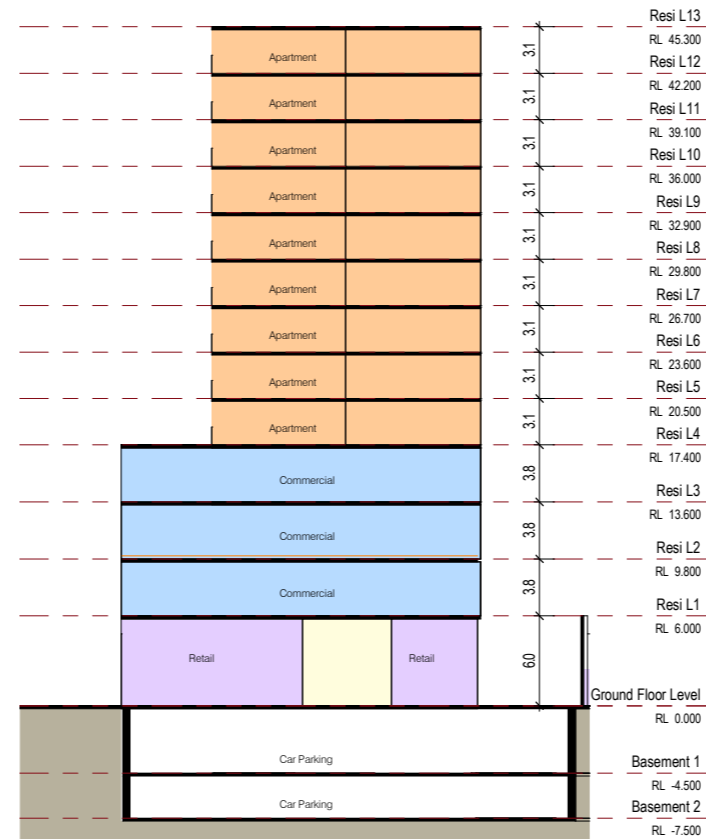 Resi L13
RL 45.300
Apartment
3.1
Resi L12
RL 42.200
Apartment
3.1
Resi L11
RL 39.100
Apartment
3.1
Resi L10
RL 36.000
Apartment
3.1
Resi L9
RL 32.900
Apartment
3.1
Resi L8
RL 29.800
Apartment
3.1
Resi L7
RL 26.700
Apartment
3.1
Resi L6
RL 23.600
Apartment
3.1
Resi L5
RL 20.500
Apartment
3.1
Resi L4
RL 17.400
Commercial
3.8
Resi L3
RL 13.600
Commercial
3.8
Resi L2
RL 9.800
Commercial
3.8
Resi L1
RL 6.000
Retail
Retail
6.0
Ground Floor Level
RL 0.000
Car Parking
Basement 1
RL -4.500
Car Parking
Basement 2
RL -7.500